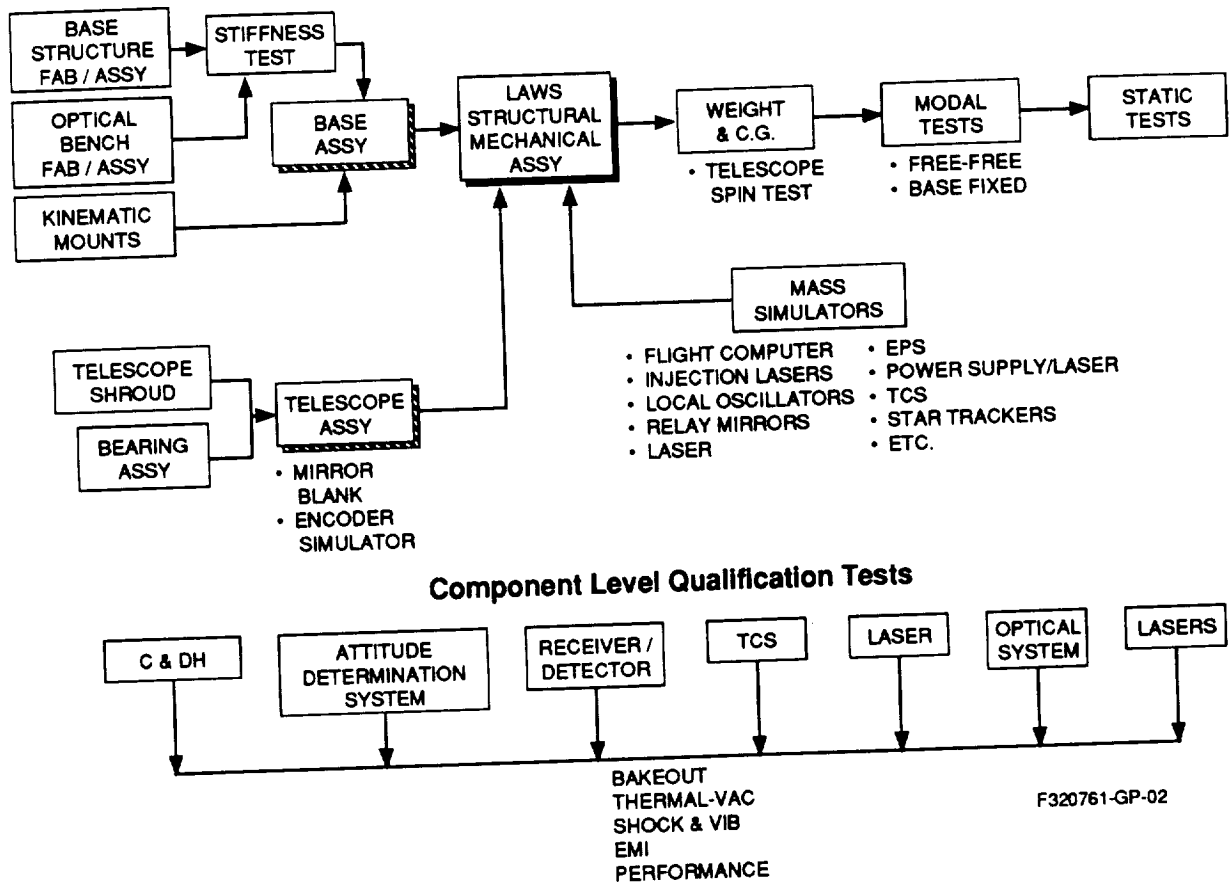 BASE
STRUCTURE
FAB / ASSY
STIFFNESS
TEST
OPTICAL
BENCH
FAB / ASSY
BASE
ASSY
KINEMATIC
MOUNTS
LAWS
STRUCTURAL
MECHANICAL
ASSY
WEIGHT
& C.G.
• TELESCOPE
SPIN TEST
MODAL
TESTS
• FREE-FREE
• BASE FIXED
STATIC
TESTS
MASS
SIMULATORS
• FLIGHT COMPUTER
• INJECTION LASERS
• LOCAL OSCILLATORS
• RELAY MIRRORS
• LASER
• EPS
• POWER SUPPLY/LASER
• TCS
• STAR TRACKERS
• ETC.
TELESCOPE
SHROUD
BEARING
ASSY
TELESCOPE
ASSY
• MIRROR
BLANK
• ENCODER
SIMULATOR
Component Level Qualification Tests
C & DH
ATTITUDE
DETERMINATION
SYSTEM
RECEIVER /
DETECTOR
TCS
LASER
OPTICAL
SYSTEM
LASERS
BAKEOUT
THERMAL-VAC
SHOCK & VIB
EMI
PERFORMANCE
F320761-GP-02